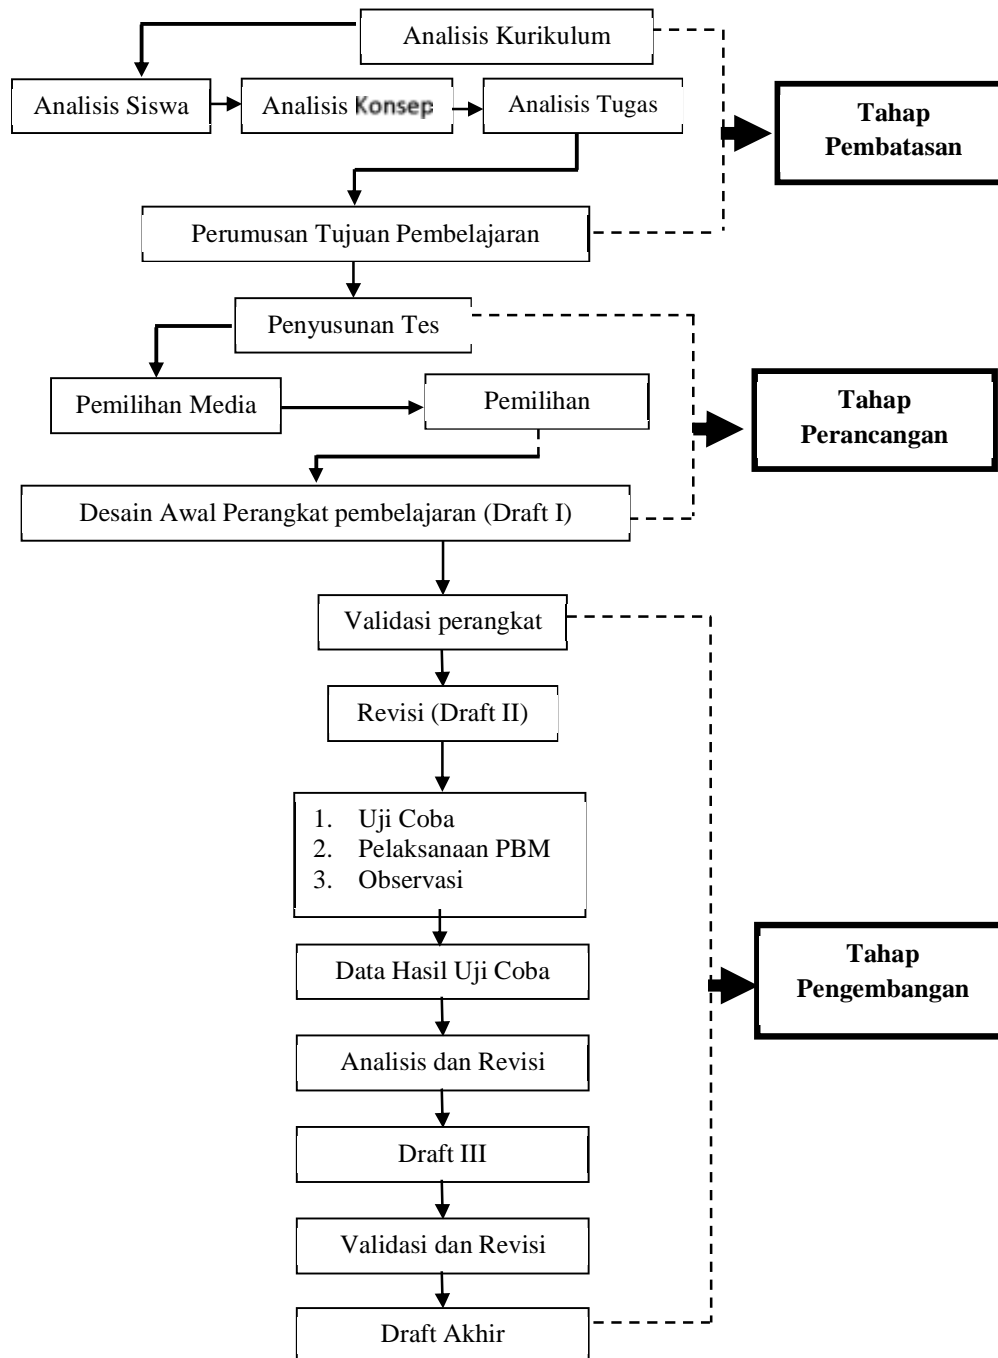 Analisis Kurikulum
Analisis Siswa
Analisis Konsep
Analisis Tugas
Tahap
Pembatasan
Perumusan Tujuan Pembelajaran
Penyusunan Tes
Pemilihan Media
Pemilihan
Tahap
Perancangan
Desain Awal Perangkat pembelajaran (Draft I)
Validasi perangkat
Revisi (Draft II)
1. Uji Coba
2. Pelaksanaan PBM
3. Observasi
Data Hasil Uji Coba
Tahap
Pengembangan
Analisis dan Revisi
Draft III
Validasi dan Revisi
Draft Akhir